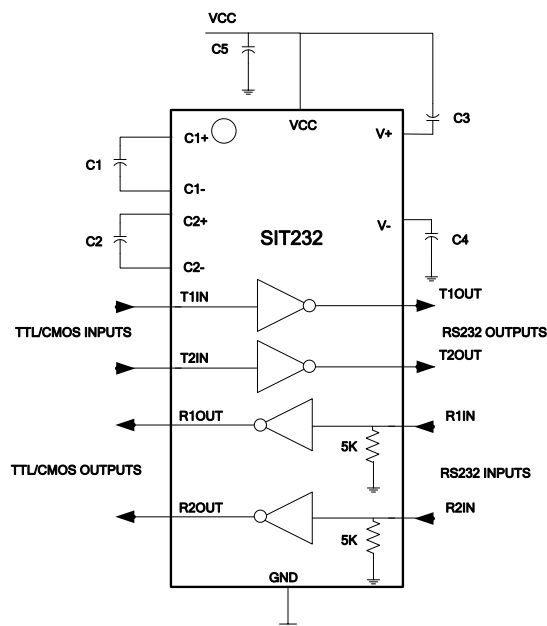 VCC
C5
VCC
V+
C3
C1+
C1
C1-
C2+
C2
C2-
SIT232
V-
C4
T1IN
T1OUT
TTL/CMOS INPUTS
RS232 OUTPUTS
T2IN
T2OUT
R1OUT
R1IN
5K
TTL/CMOS OUTPUTS
RS232 INPUTS
R2OUT
R2IN
5K
GND